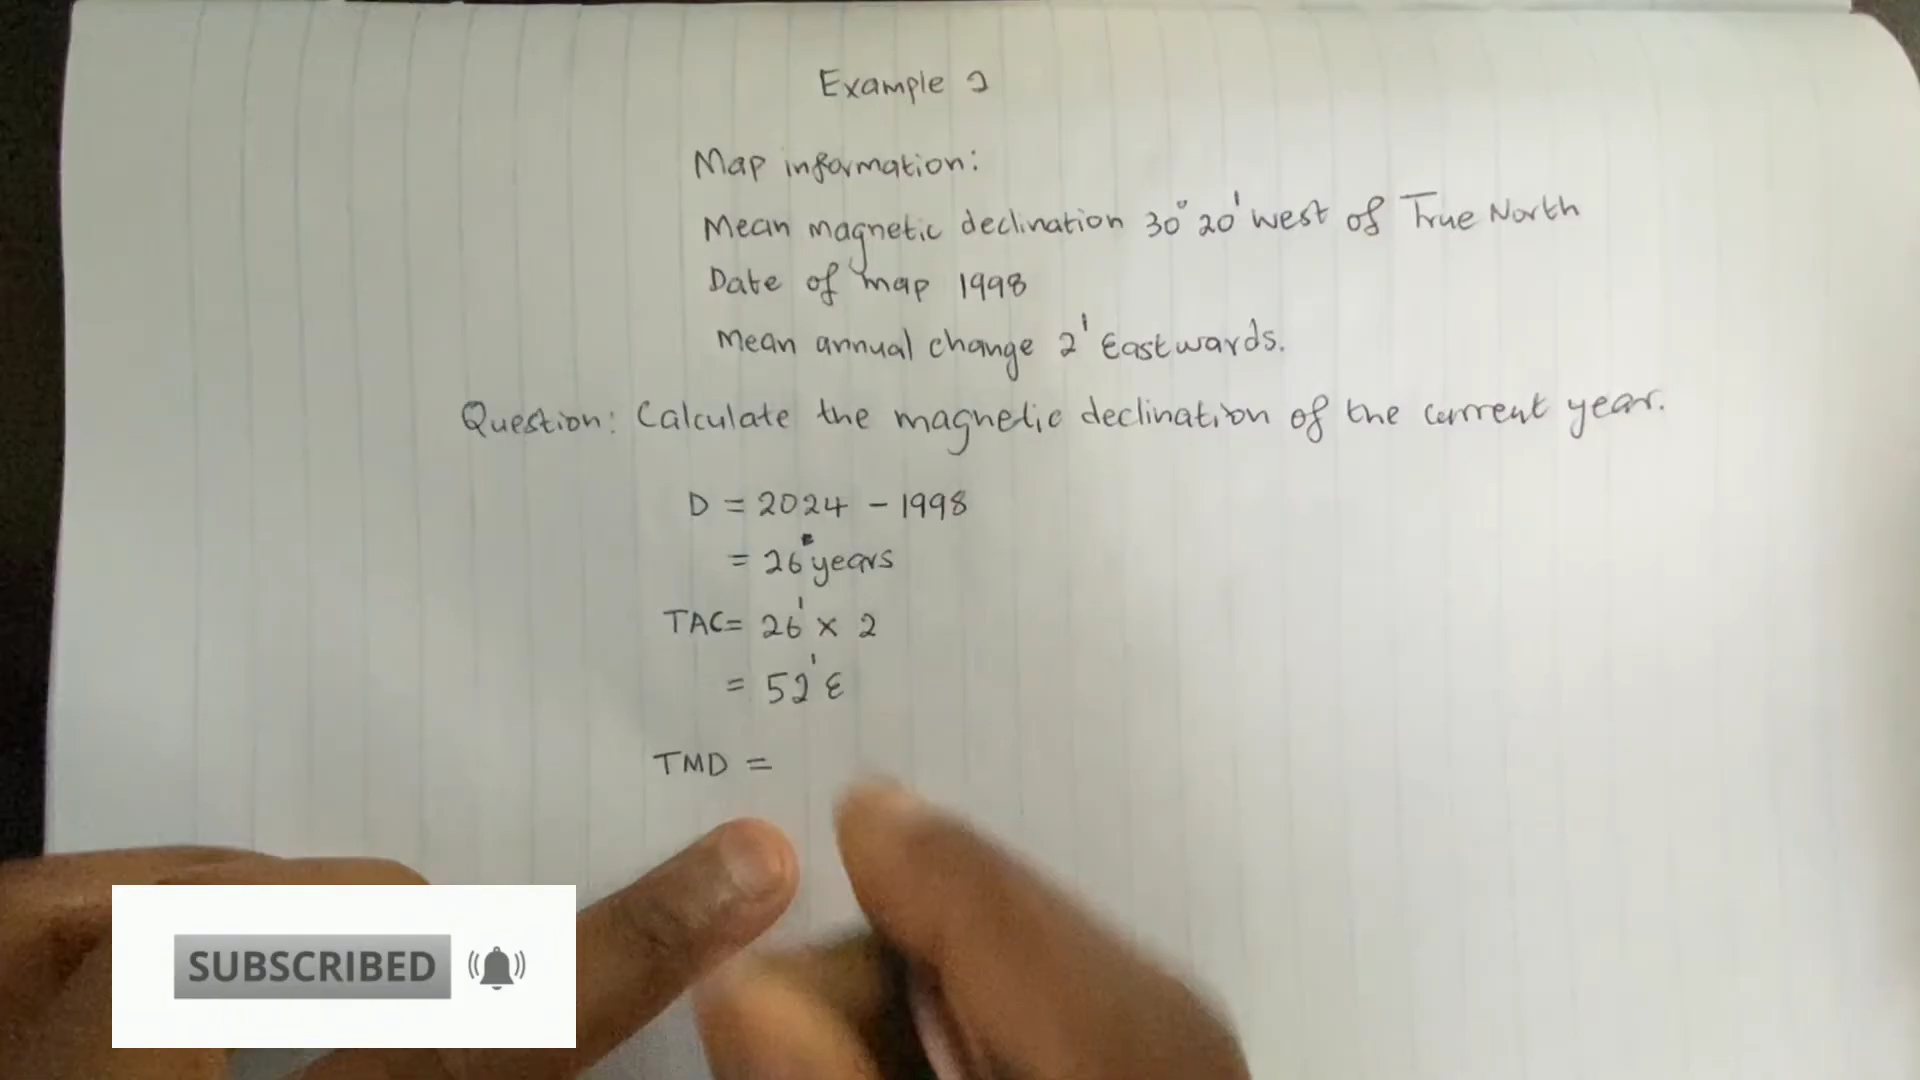 Example 2
Map information:
Mean magnetic declination 30° 20' west of True North
Date of map 1998
Mean annual change 2' Eastwards.
Question: Calculate the magnetic declination of the current year.
D = 2024 - 1998
= 26 years
TAC = 26' x 2
= 52' E
TMD =
SUBSCRIBED